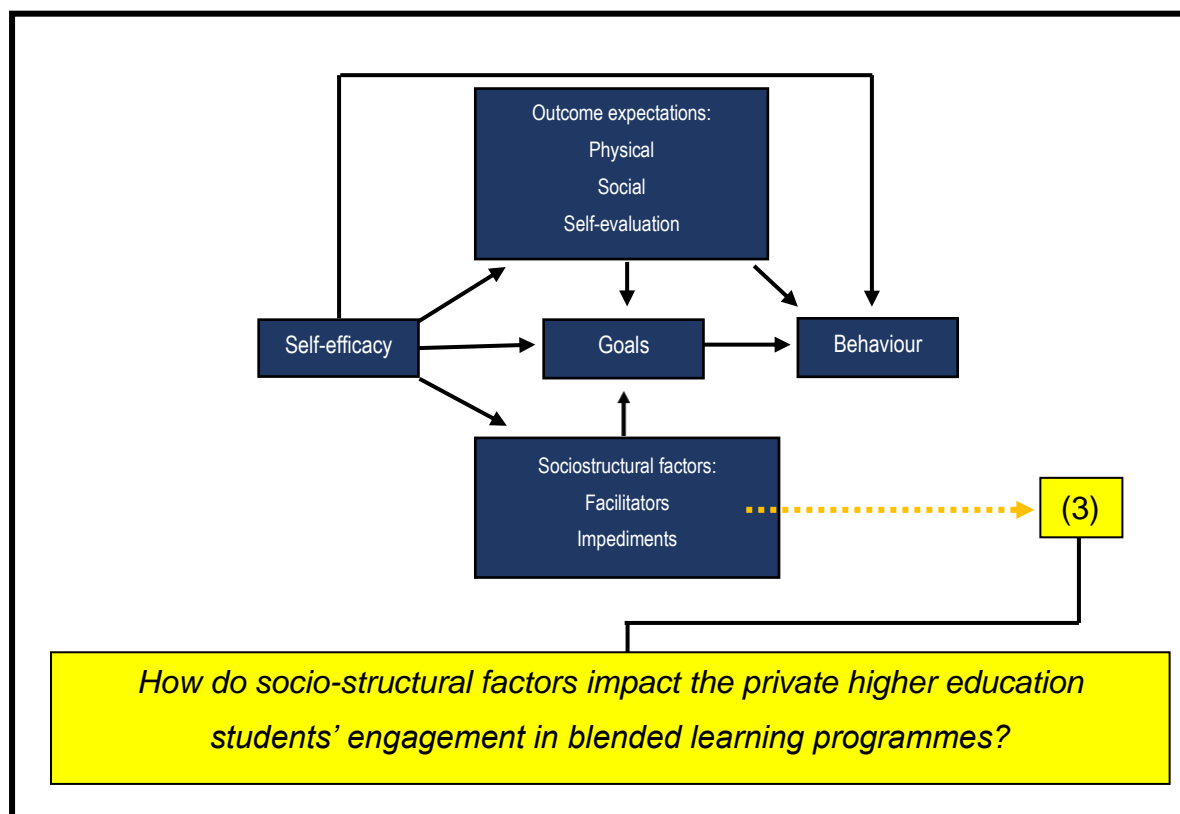 Outcome expectations:
Physical
Social
Self-evaluation
Self-efficacy
Goals
Behaviour
Sociostructural factors:
Facilitators
Impediments
(3)
How do socio-structural factors impact the private higher education
students’ engagement in blended learning programmes?